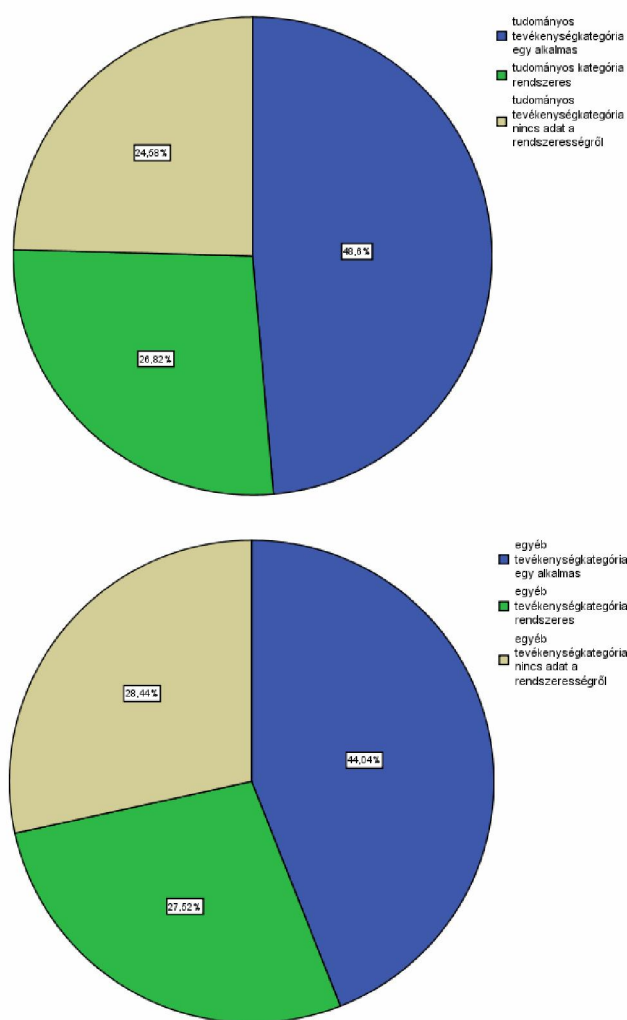 tudományos
tevékenységkategória
egy alkalmas
tudományos kategória
rendszeres
tudományos
tevékenységkategória
nincs adat a
rendszerességről
24,58%
48,6%
26,82%
egyéb
tevékenységkategória
egy alkalmas
egyéb
tevékenységkategória
rendszeres
egyéb
tevékenységkategória
nincs adat a
rendszerességről
28,44%
44,04%
27,52%